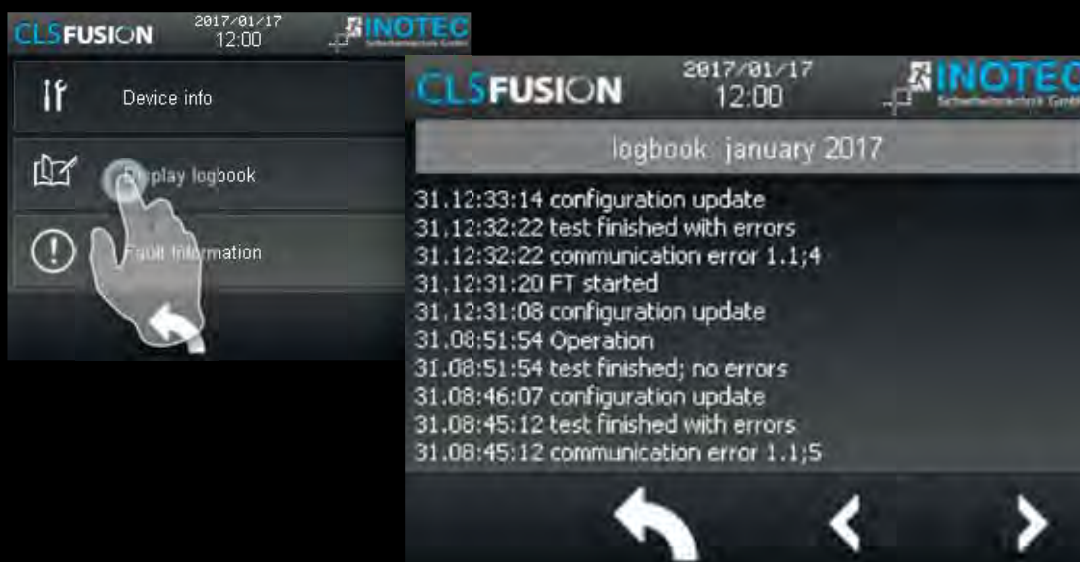 CLSFUSION
2017/01/17
12:00
INOTEC
Sicherheitstechnik GmbH
Device info
Display logbook
Fault information
CLSFUSION
2017/01/17
12:00
INOTEC
Sicherheitstechnik GmbH
logbook january 2017
31.12:33:14 configuration update
31.12:32:22 test finished with errors
31.12:32:22 communication error 1.1;4
31.12:31:20 FT started
31.12:31:08 configuration update
31.08:51:54 Operation
31.08:51:54 test finished; no errors
31.08:46:07 configuration update
31.08:45:12 test finished with errors
31.08:45:12 communication error 1.1;5